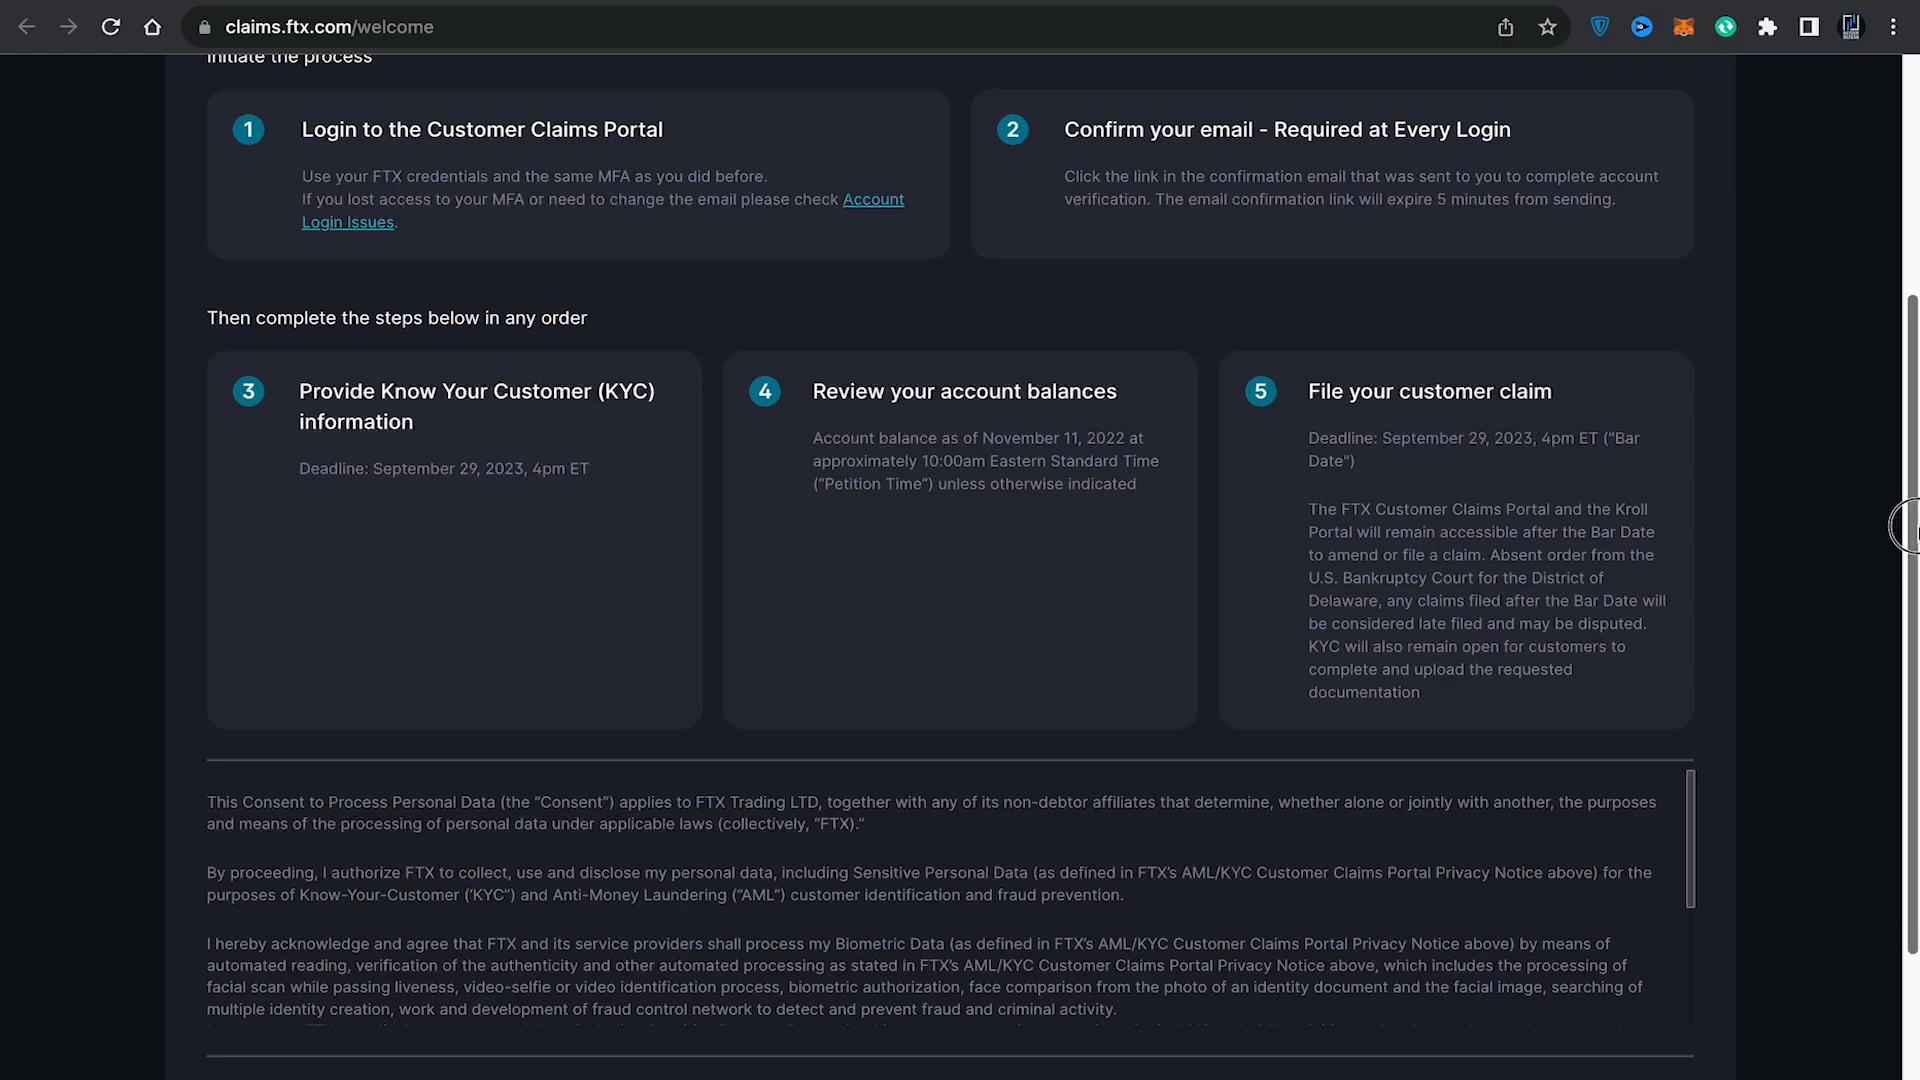 claims.ftx.com/welcome
Initiate the process
1
Login to the Customer Claims Portal
Use your FTX credentials and the same MFA as you did before.
If you lost access to your MFA or need to change the email please check Account
Login Issues.
2
Confirm your email - Required at Every Login
Click the link in the confirmation email that was sent to you to complete account
verification. The email confirmation link will expire 5 minutes from sending.
Then complete the steps below in any order
3
Provide Know Your Customer (KYC)
information
Deadline: September 29, 2023, 4pm ET
4
Review your account balances
Account balance as of November 11, 2022 at
approximately 10:00am Eastern Standard Time
(“Petition Time”) unless otherwise indicated
5
File your customer claim
Deadline: September 29, 2023, 4pm ET ("Bar
Date")
The FTX Customer Claims Portal and the Kroll
Portal will remain accessible after the Bar Date
to amend or file a claim. Absent order from the
U.S. Bankruptcy Court for the District of
Delaware, any claims filed after the Bar Date will
be considered late filed and may be disputed.
KYC will also remain open for customers to
complete and upload the requested
documentation
This Consent to Process Personal Data (the “Consent”) applies to FTX Trading LTD, together with any of its non-debtor affiliates that determine, whether alone or jointly with another, the purposes
and means of the processing of personal data under applicable laws (collectively, “FTX).”
By proceeding, I authorize FTX to collect, use and disclose my personal data, including Sensitive Personal Data (as defined in FTX’s AML/KYC Customer Claims Portal Privacy Notice above) for the
purposes of Know-Your-Customer (‘KYC”) and Anti-Money Laundering (“AML”) customer identification and fraud prevention.
I hereby acknowledge and agree that FTX and its service providers shall process my Biometric Data (as defined in FTX’s AML/KYC Customer Claims Portal Privacy Notice above) by means of
automated reading, verification of the authenticity and other automated processing as stated in FTX’s AML/KYC Customer Claims Portal Privacy Notice above, which includes the processing of
facial scan while passing liveness, video-selfie or video identification process, biometric authorization, face comparison from the photo of an identity document and the facial image, searching of
multiple identity creation, work and development of fraud control network to detect and prevent fraud and criminal activity.